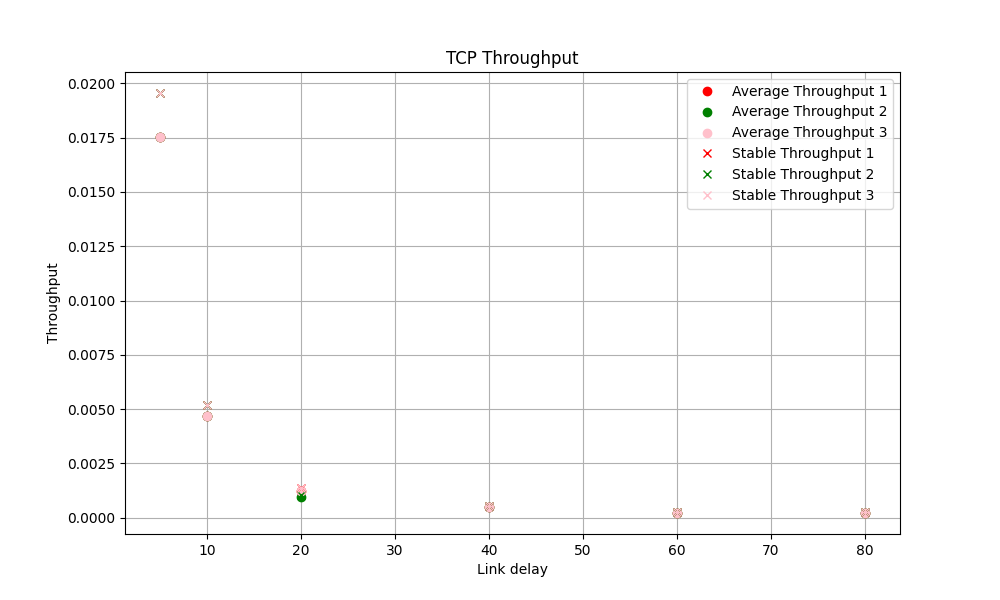 TCP Throughput
0.0200
0.0175
0.0150
0.0125
0.0100
0.0075
0.0050
0.0025
0.0000
Throughput
Average Throughput 1
Average Throughput 2
Average Throughput 3
Stable Throughput 1
Stable Throughput 2
Stable Throughput 3
10 20 30 40 50 60 70 80
Link delay